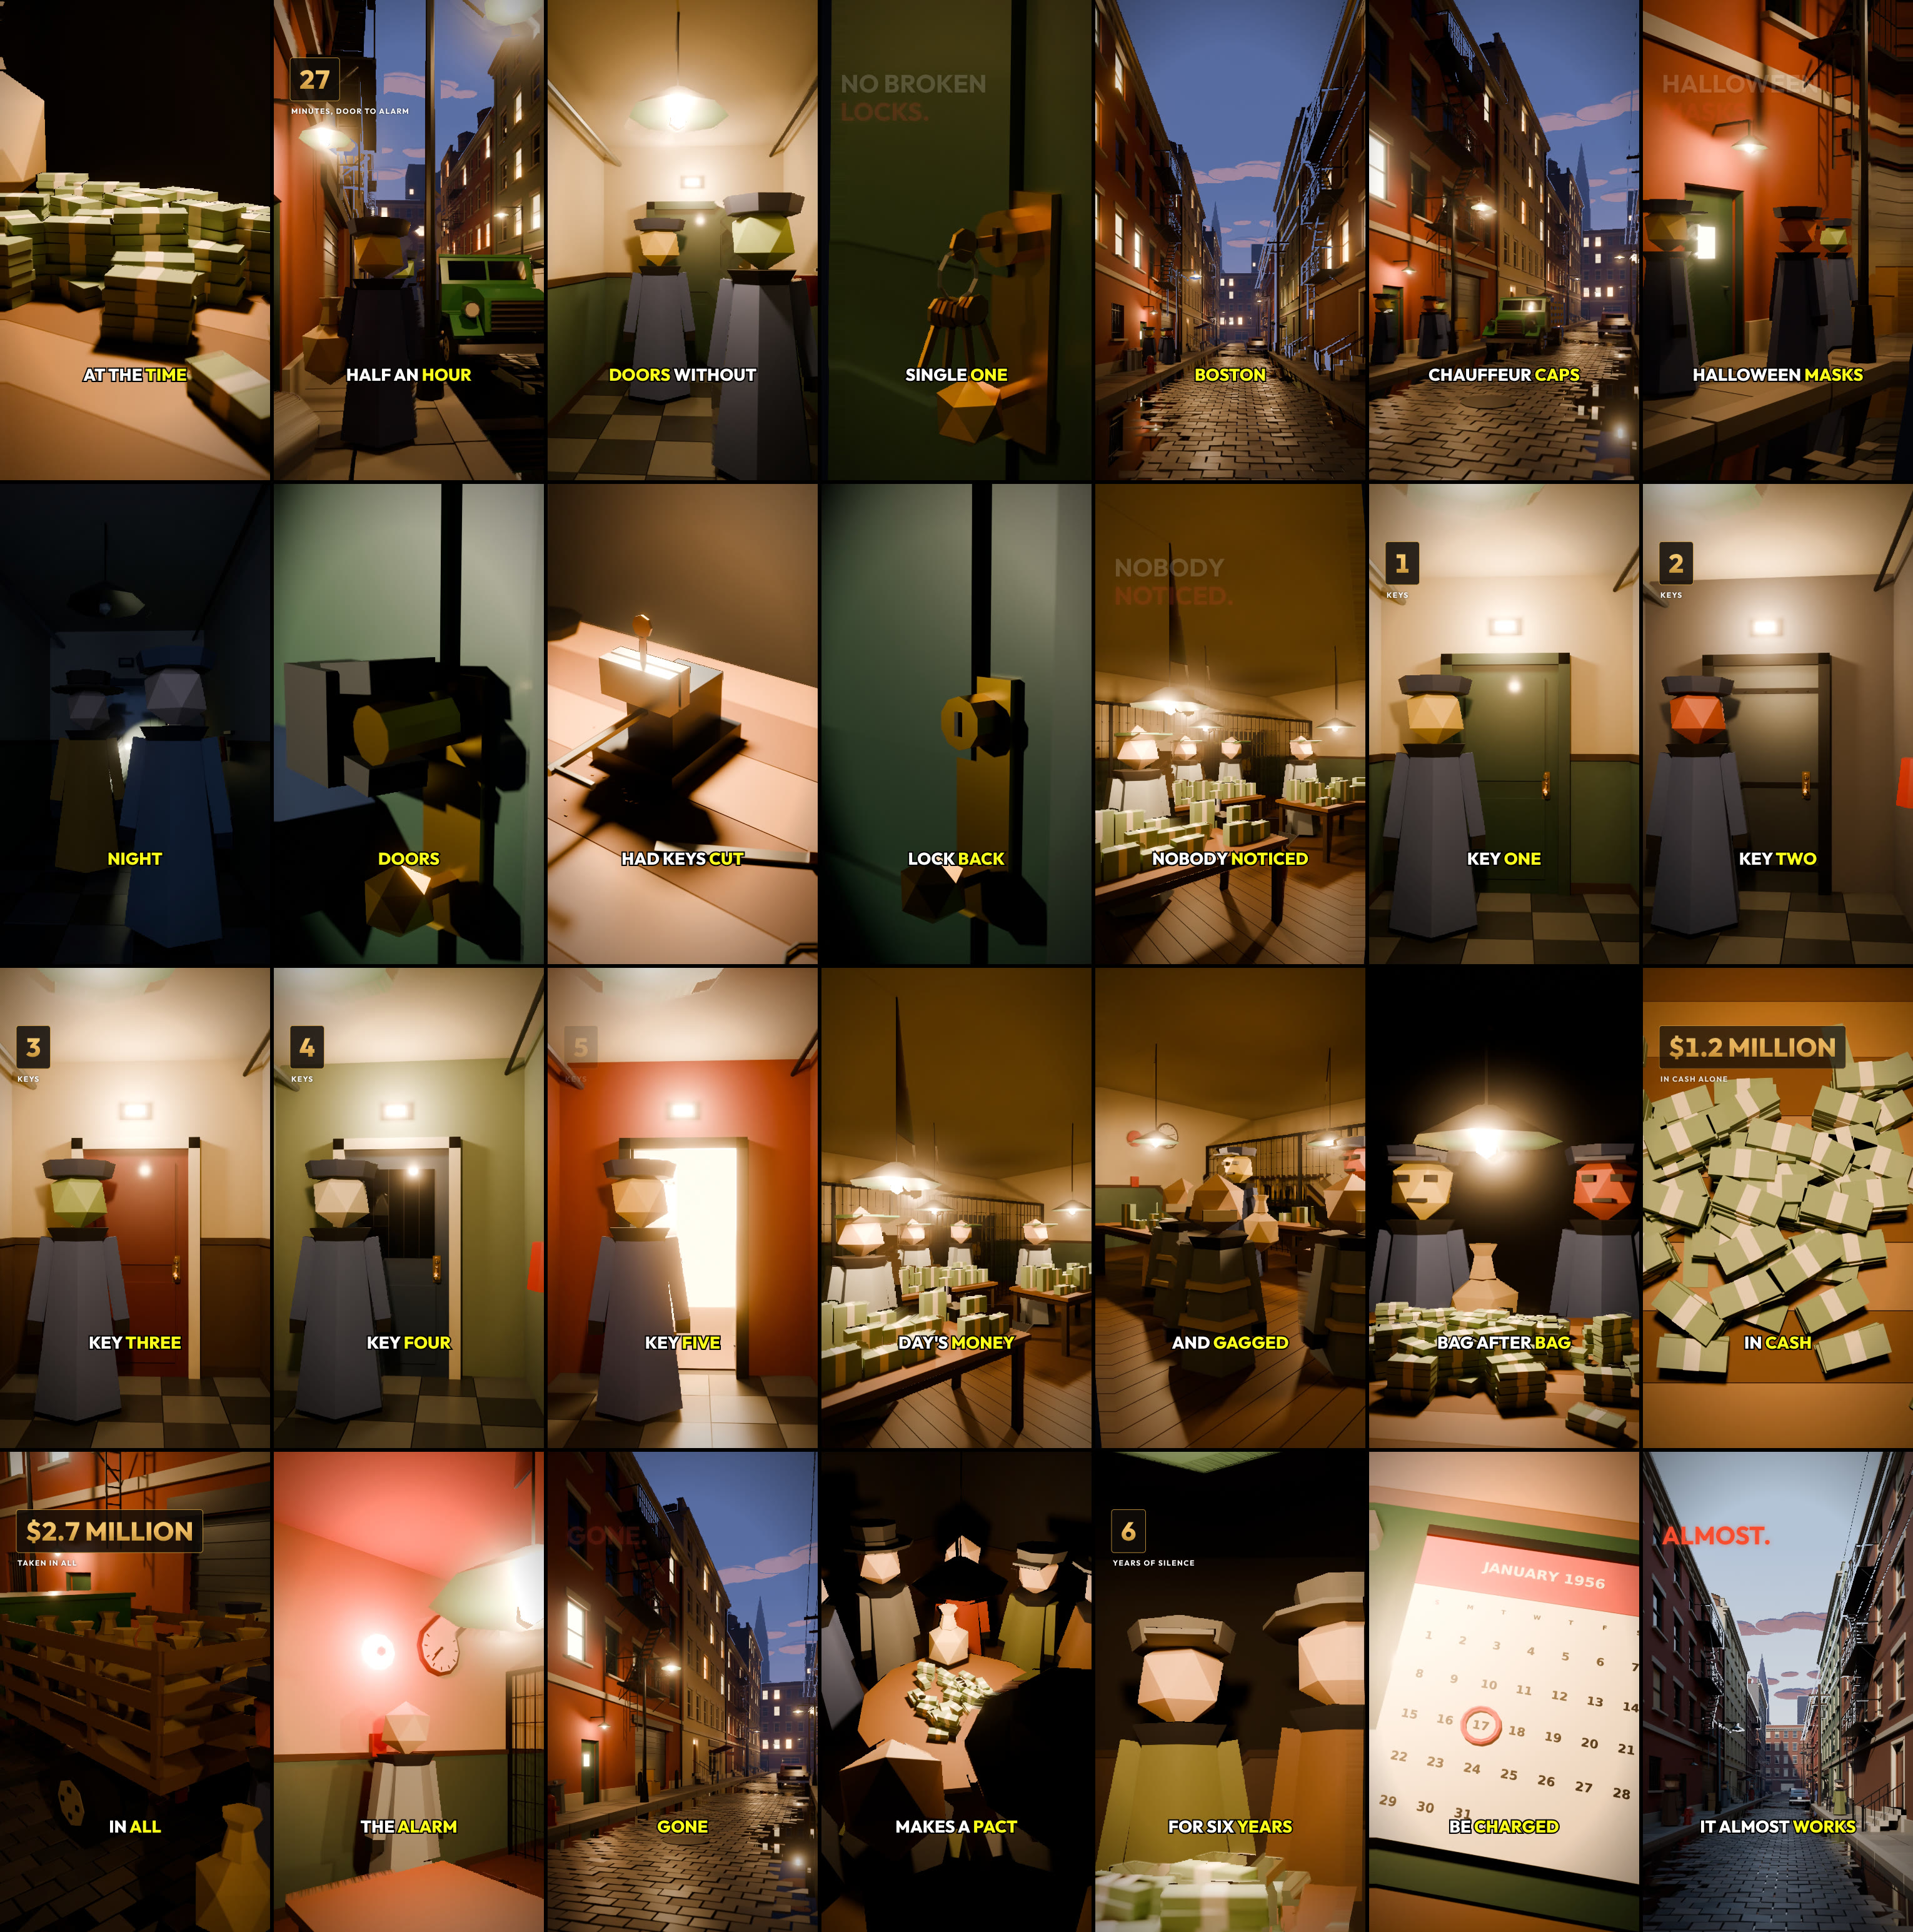 AT THE TIME
27
MINUTES, DOOR TO ALARM
HALF AN HOUR
DOORS WITHOUT
NO BROKEN
LOCKS.
SINGLE ONE
BOSTON
CHAUFFEUR CAPS
HALLOWEEN
MASKS
HALLOWEEN MASKS
NIGHT
DOORS
HAD KEYS CUT
LOCK BACK
NOBODY
NOTICED.
NOBODY NOTICED
1
KEYS
KEY ONE
2
KEYS
KEY TWO
3
KEYS
KEY THREE
4
KEYS
KEY FOUR
5
KEYS
KEY FIVE
DAY'S MONEY
AND GAGGED
BAG AFTER BAG
$1.2 MILLION
IN CASH ALONE
IN CASH
$2.7 MILLION
TAKEN IN ALL
IN ALL
THE ALARM
GONE.
GONE
MAKES A PACT
6
YEARS OF SILENCE
FOR SIX YEARS
JANUARY 1956
S M T W T F S
1 2 3 4 5 6 7
8 9 10 11 12 13 14
15 16 17 18 19 20 21
22 23 24 25 26 27 28
29 30 31
BE CHARGED
ALMOST.
IT ALMOST WORKS